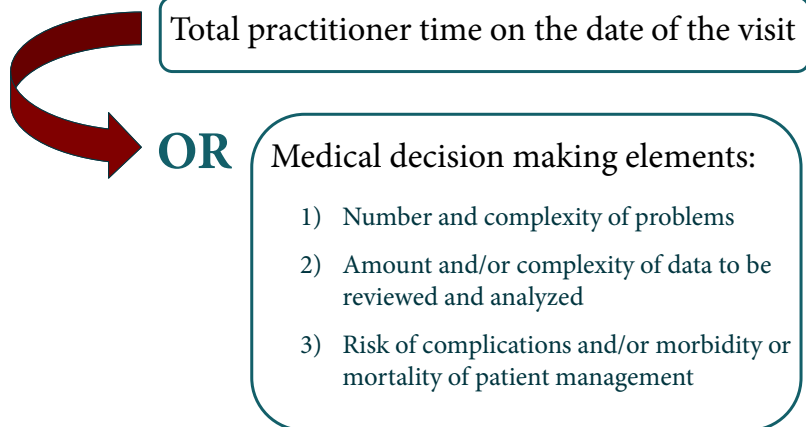 Total practitioner time on the date of the visit
OR
Medical decision making elements:
1) Number and complexity of problems
2) Amount and/or complexity of data to be
reviewed and analyzed
3) Risk of complications and/or morbidity or
mortality of patient management